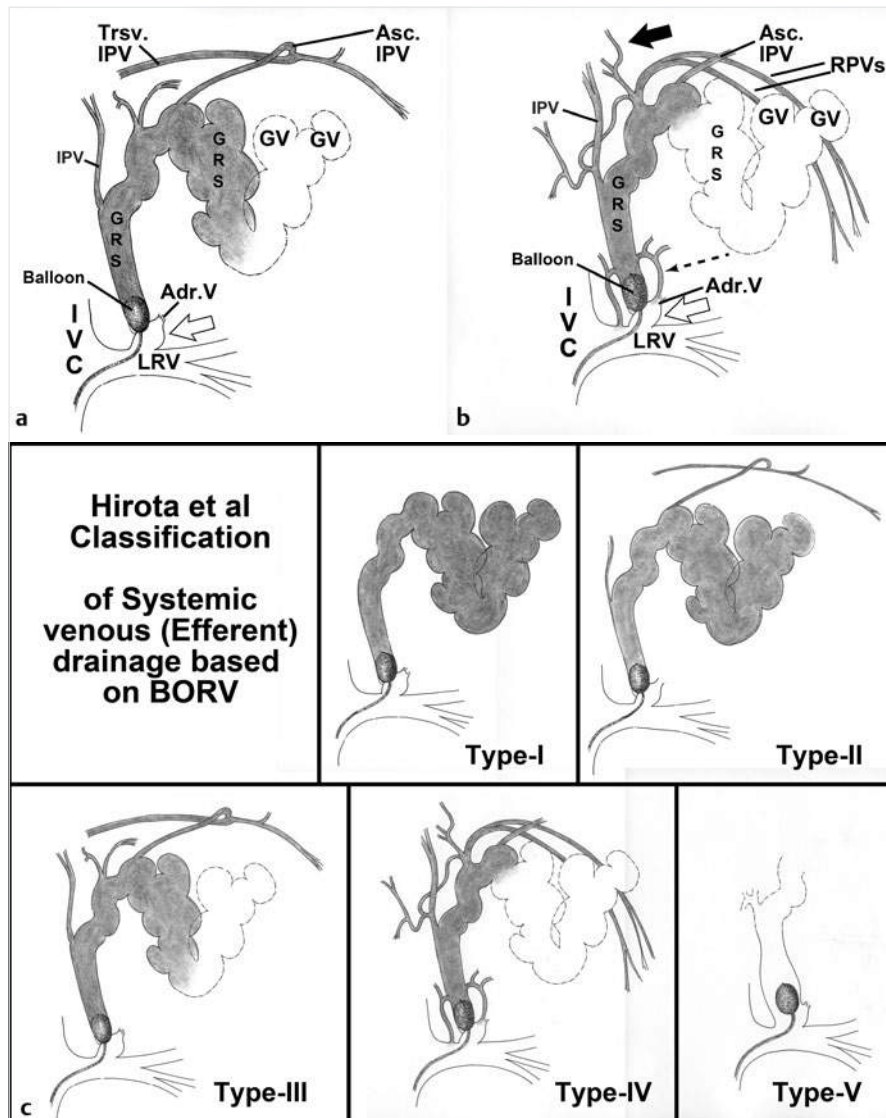 Trsv.
IPV
Asc.
IPV
IPV
G
R
S
G
R
S
GV
GV
Balloon
Adr.V
I
V
C
LRV
a
Asc.
IPV
RPVs
IPV
GV
GV
G
R
S
G
R
S
Balloon
Adr.V
I
V
C
LRV
b
Hirota et al
Classification
of Systemic
venous (Efferent)
drainage based
on BORV
Type-I
Type-II
Type-III
Type-IV
Type-V
c